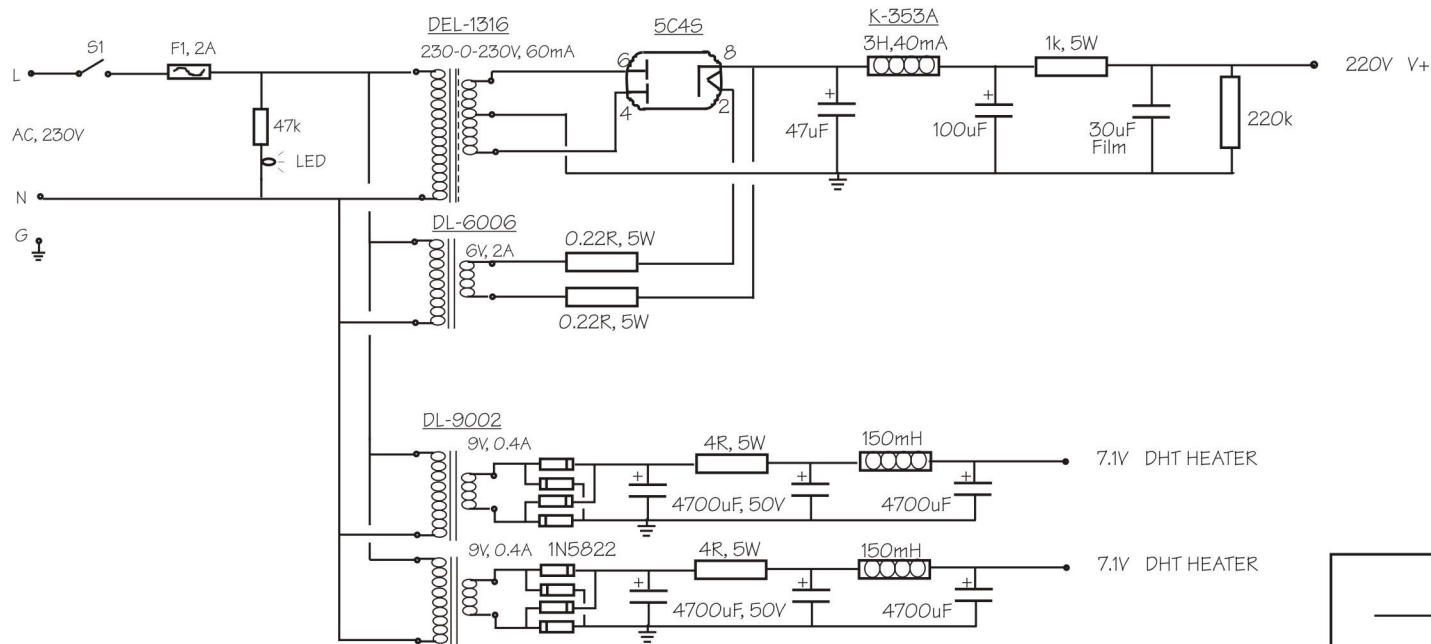 DEL-1316
230-0-230V, 60mA
5C4S
K-353A
3H,40mA
1k, 5W
S1
F1, 2A
L
6
8
4
2
220V V+
AC, 230V
47k
LED
+
47uF
+
100uF
30uF
Film
220k
N
G
DL-6006
6V, 2A
0.22R, 5W
0.22R, 5W
DL-9002
9V, 0.4A
4R, 5W
150mH
7.1V DHT HEATER
+
4700uF, 50V
+
+
4700uF
9V, 0.4A
1N5822
4R, 5W
150mH
7.1V DHT HEATER
+
4700uF, 50V
+
+
4700uF